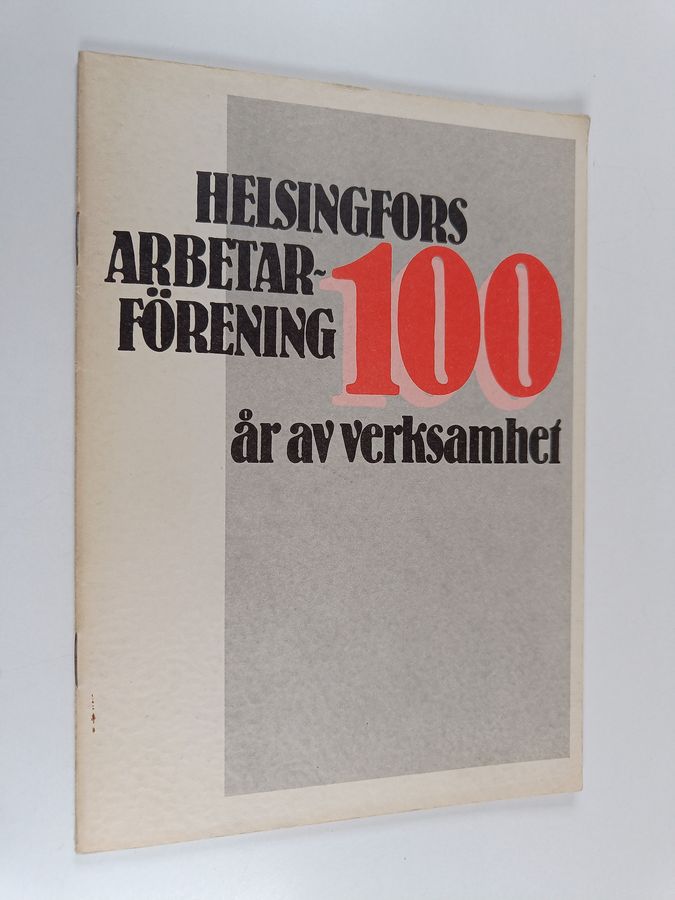 HELSINGFORS
ARBETAR-
FÖRENING 100
år av verksamhet